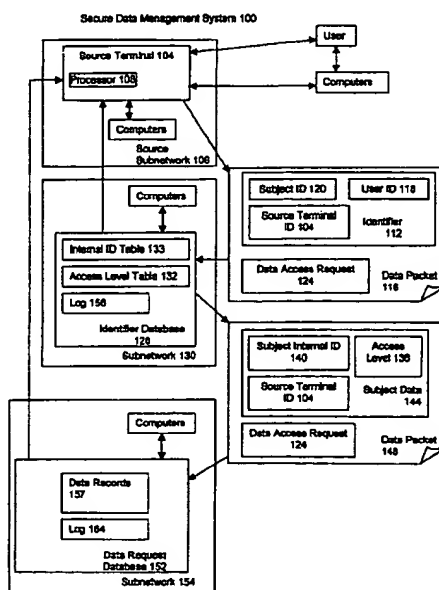 Secure Data Management System 100
Source Terminal 104
Processor 108
User
Computers
Computers
Source
Subnetwork 106
Subject ID 120
User ID 118
Source Terminal
ID 104
Identifier
112
Data Access Request
124
Data Packet
116
Computers
Internal ID Table 133
Access Level Table 132
Log 156
Identifier Database
128
Subnetwork 130
Subject Internal ID
140
Access
Level 136
Source Terminal
ID 104
Subject Data
144
Data Access Request
124
Data Packet
148
Computers
Data Records
157
Log 164
Data Request
Database 152
Subnetwork 154